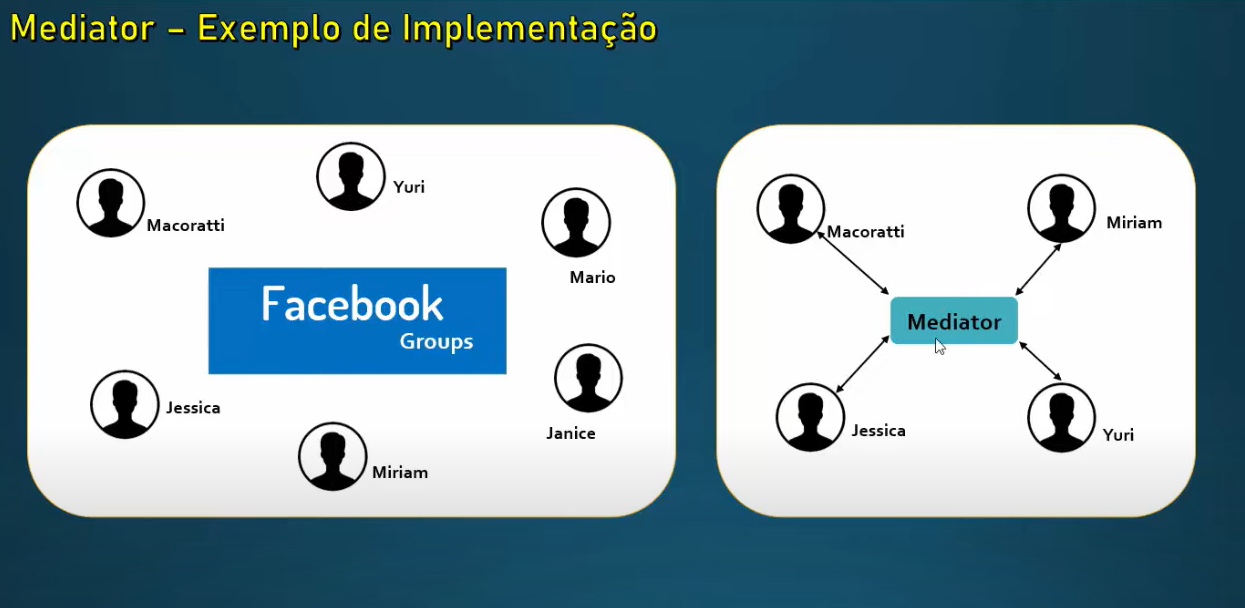 Mediator – Exemplo de Implementação
Yuri
Macoratti
Mario
Facebook
Groups
Jessica
Janice
Miriam
Macoratti
Miriam
Mediator
Jessica
Yuri